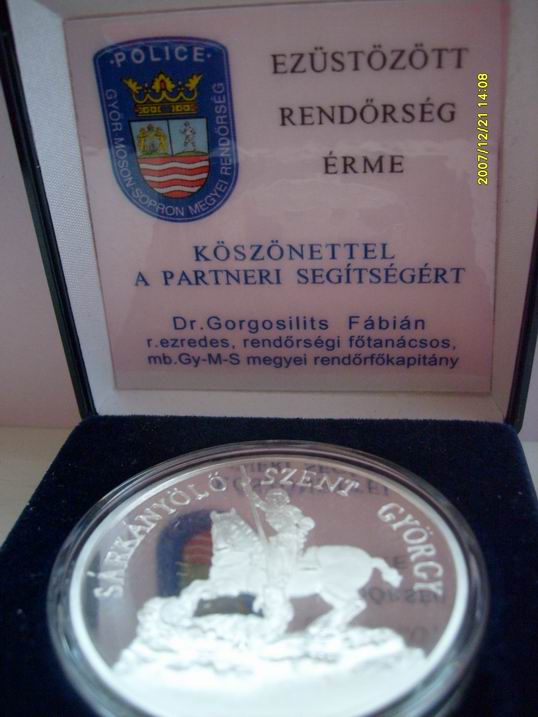 POLICE
GYŐR MOSON SOPRON MEGYEI RENDŐRSÉG
EZÜSTÖZÖTT
RENDŐRSÉG
ÉRME
2007/12/21 14:08
KÖSZÖNETTEL
A PARTNERI SEGÍTSÉGÉRT
Dr.Gorgosilits Fábián
r.ezredes, rendőrségi főtanácsos,
mb.Gy-M-S megyei rendőrfőkapitány
SÁRKÁNYÖLŐ SZENT GYÖRGY